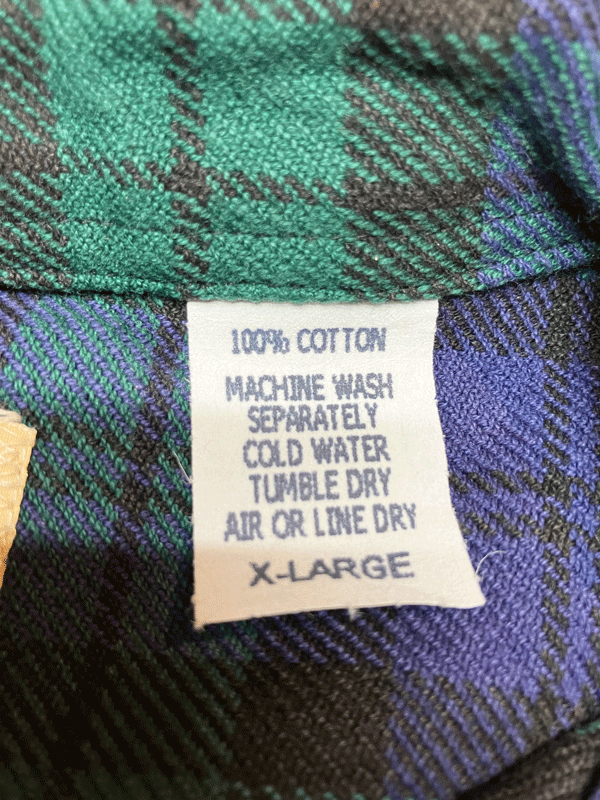 100% COTTON
MACHINE WASH
SEPARATELY
COLD WATER
TUMBLE DRY
AIR OR LINE DRY
X-LARGE